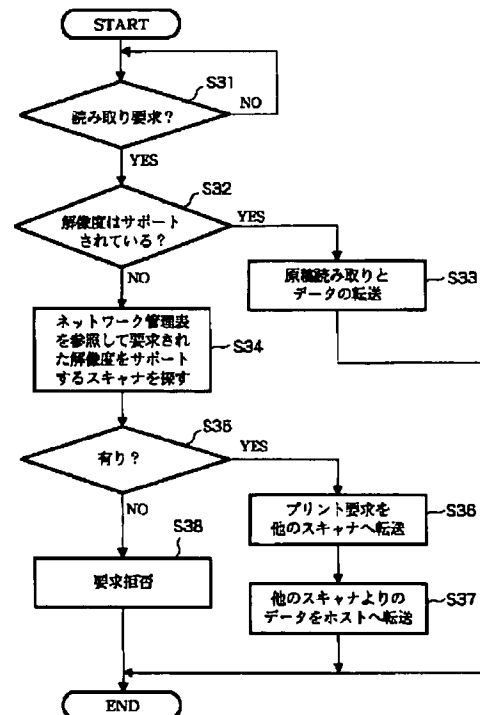 START
S31
読み取り要求？
NO
YES
S32
解像度はサポート
されている？
YES
NO
原稿読み取りと
データの転送
S33
ネットワーク管理表
を参照して要求され
た解像度をサポート
するスキャナを探す
S34
S35
有り？
YES
NO
プリント要求を
他のスキャナへ転送
S36
S38
要求拒否
他のスキャナよりの
データをホストへ転送
S37
END